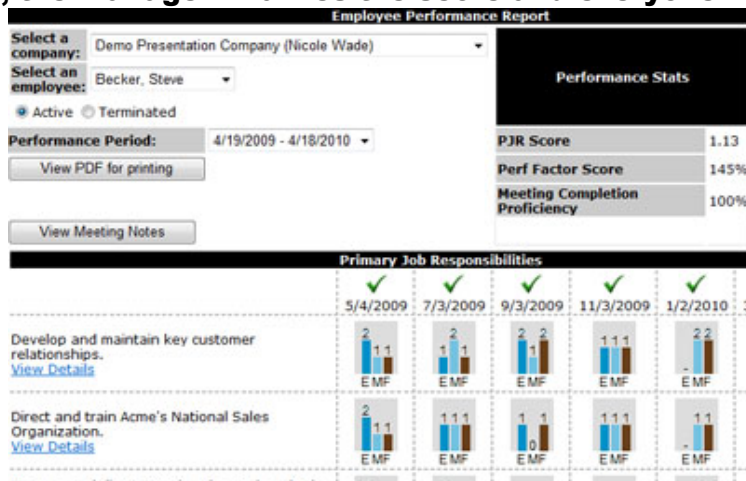 Employee Performance Report
Select a company: Demo Presentation Company (Nicole Wade)
Select an employee: Becker, Steve
Active Terminated
Performance Stats
Performance Period: 4/19/2009 - 4/18/2010
View PDF for printing
View Meeting Notes
PJR Score 1.13
Perf Factor Score 145%
Meeting Completion Proficiency 100%
Primary Job Responsibilities
5/4/2009 7/3/2009 9/3/2009 11/3/2009 1/2/2010
Develop and maintain key customer
relationships.
View Details
2 1 1 1 2 1 2 1 2 1 1 1 - 2 2
E M F E M F E M F E M F E M F
Direct and train Acme's National Sales
Organization.
View Details
2 1 1 1 1 1 1 0 1 1 1 1 - 1 1
E M F E M F E M F E M F E M F